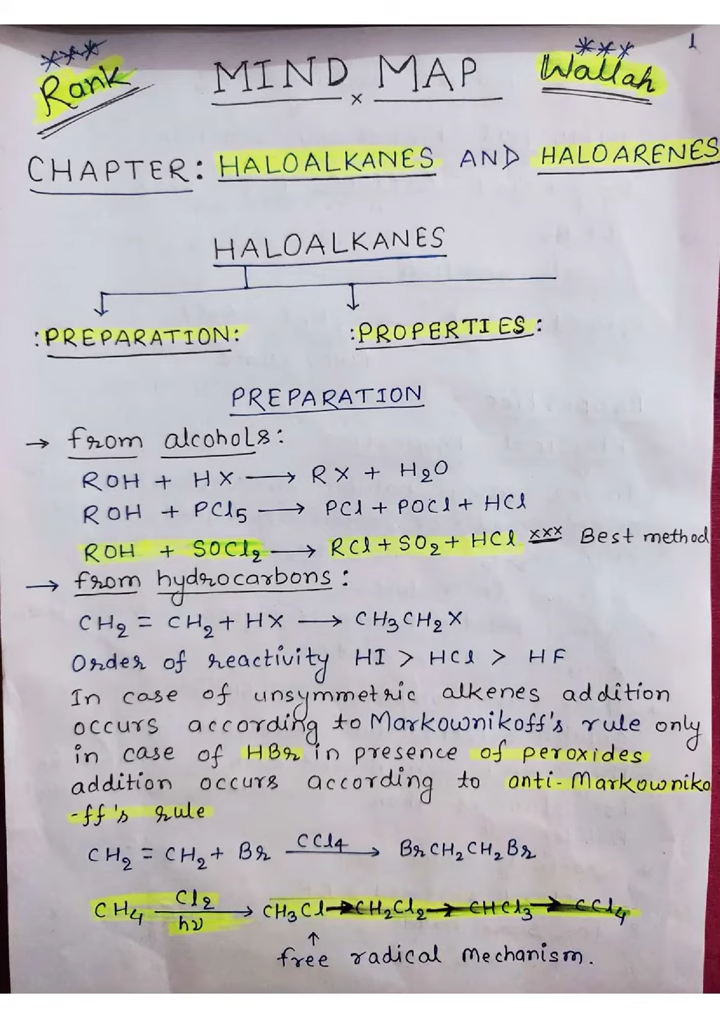 *** *** 1
Rank MIND MAP Wallah
x
CHAPTER: HALOALKANES AND HALOARENES
HALOALKANES
:PREPARATION: :PROPERTIES:
PREPARATION
→ from alcohols:
ROH + HX ⟶ RX + H₂O
ROH + PCl₅ ⟶ PCl + POCl + HCl
ROH + SOCl₂ ⟶ RCl + SO₂ + HCl xxx Best method
→ from hydrocarbons:
CH₂ = CH₂ + HX ⟶ CH₃CH₂X
Order of reactivity HI > HCl > HF
In case of unsymmetric alkenes addition
occurs according to Markownikoff's rule only
in case of HBr in presence of peroxides
addition occurs according to anti-Markowniko
-ff's rule
CH₂ = CH₂ + Br CCl₄⟶ BrCH₂CH₂Br
CH₄ Cl₂⟶ CH₃Cl → CH₂Cl₂ → CHCl₃ → CCl₄
hν
↑
free radical mechanism.